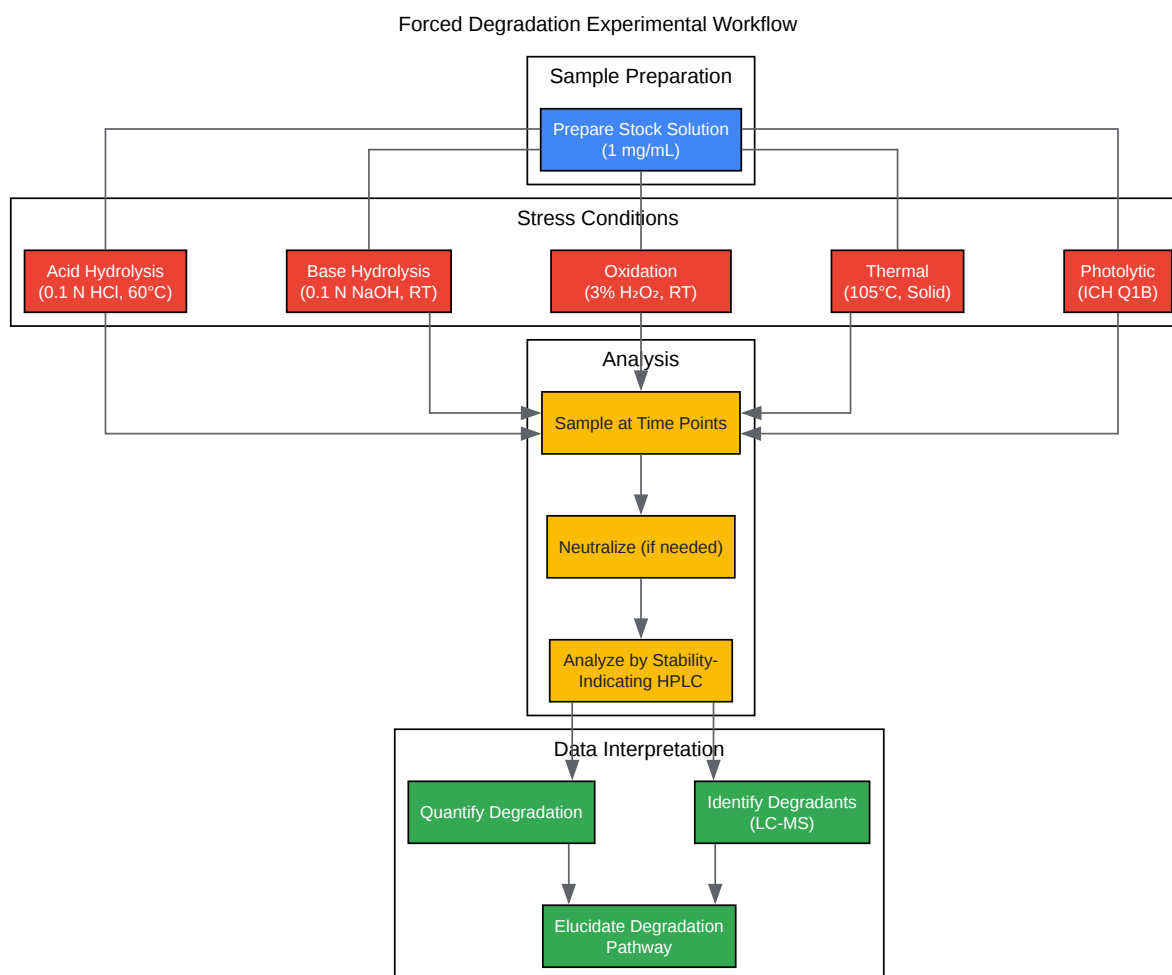 Forced Degradation Experimental Workflow
Sample Preparation
Prepare Stock Solution
(1 mg/mL)
Stress Conditions
Acid Hydrolysis
(0.1 N HCl, 60°C)
Base Hydrolysis
(0.1 N NaOH, RT)
Oxidation
(3% H₂O₂, RT)
Thermal
(105°C, Solid)
Photolytic
(ICH Q1B)
Analysis
Sample at Time Points
Neutralize (if needed)
Analyze by Stability-
Indicating HPLC
Data Interpretation
Quantify Degradation
Identify Degradants
(LC-MS)
Elucidate Degradation
Pathway